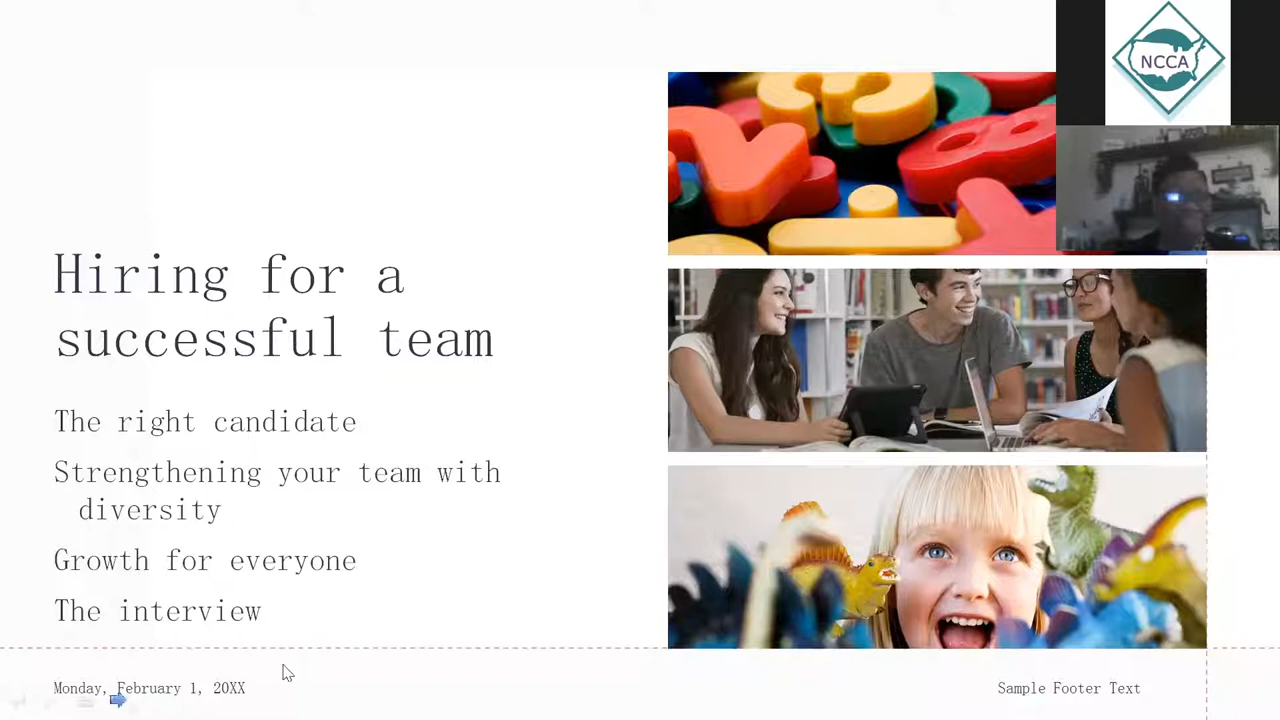 NCCA
Hiring for a
successful team
The right candidate
Strengthening your team with
diversity
Growth for everyone
The interview
Monday, February 1, 20XX
Sample Footer Text